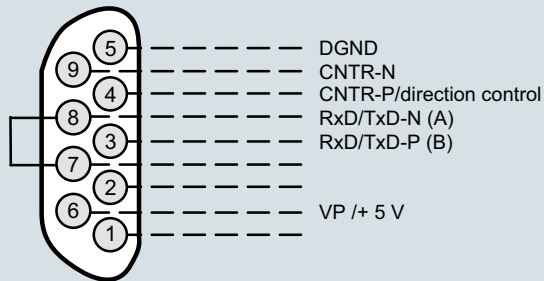 5 DGND
9 CNTR-N
4 CNTR-P/direction control
8 RxD/TxD-N (A)
3 RxD/TxD-P (B)
7
2
6 VP /+ 5 V
1